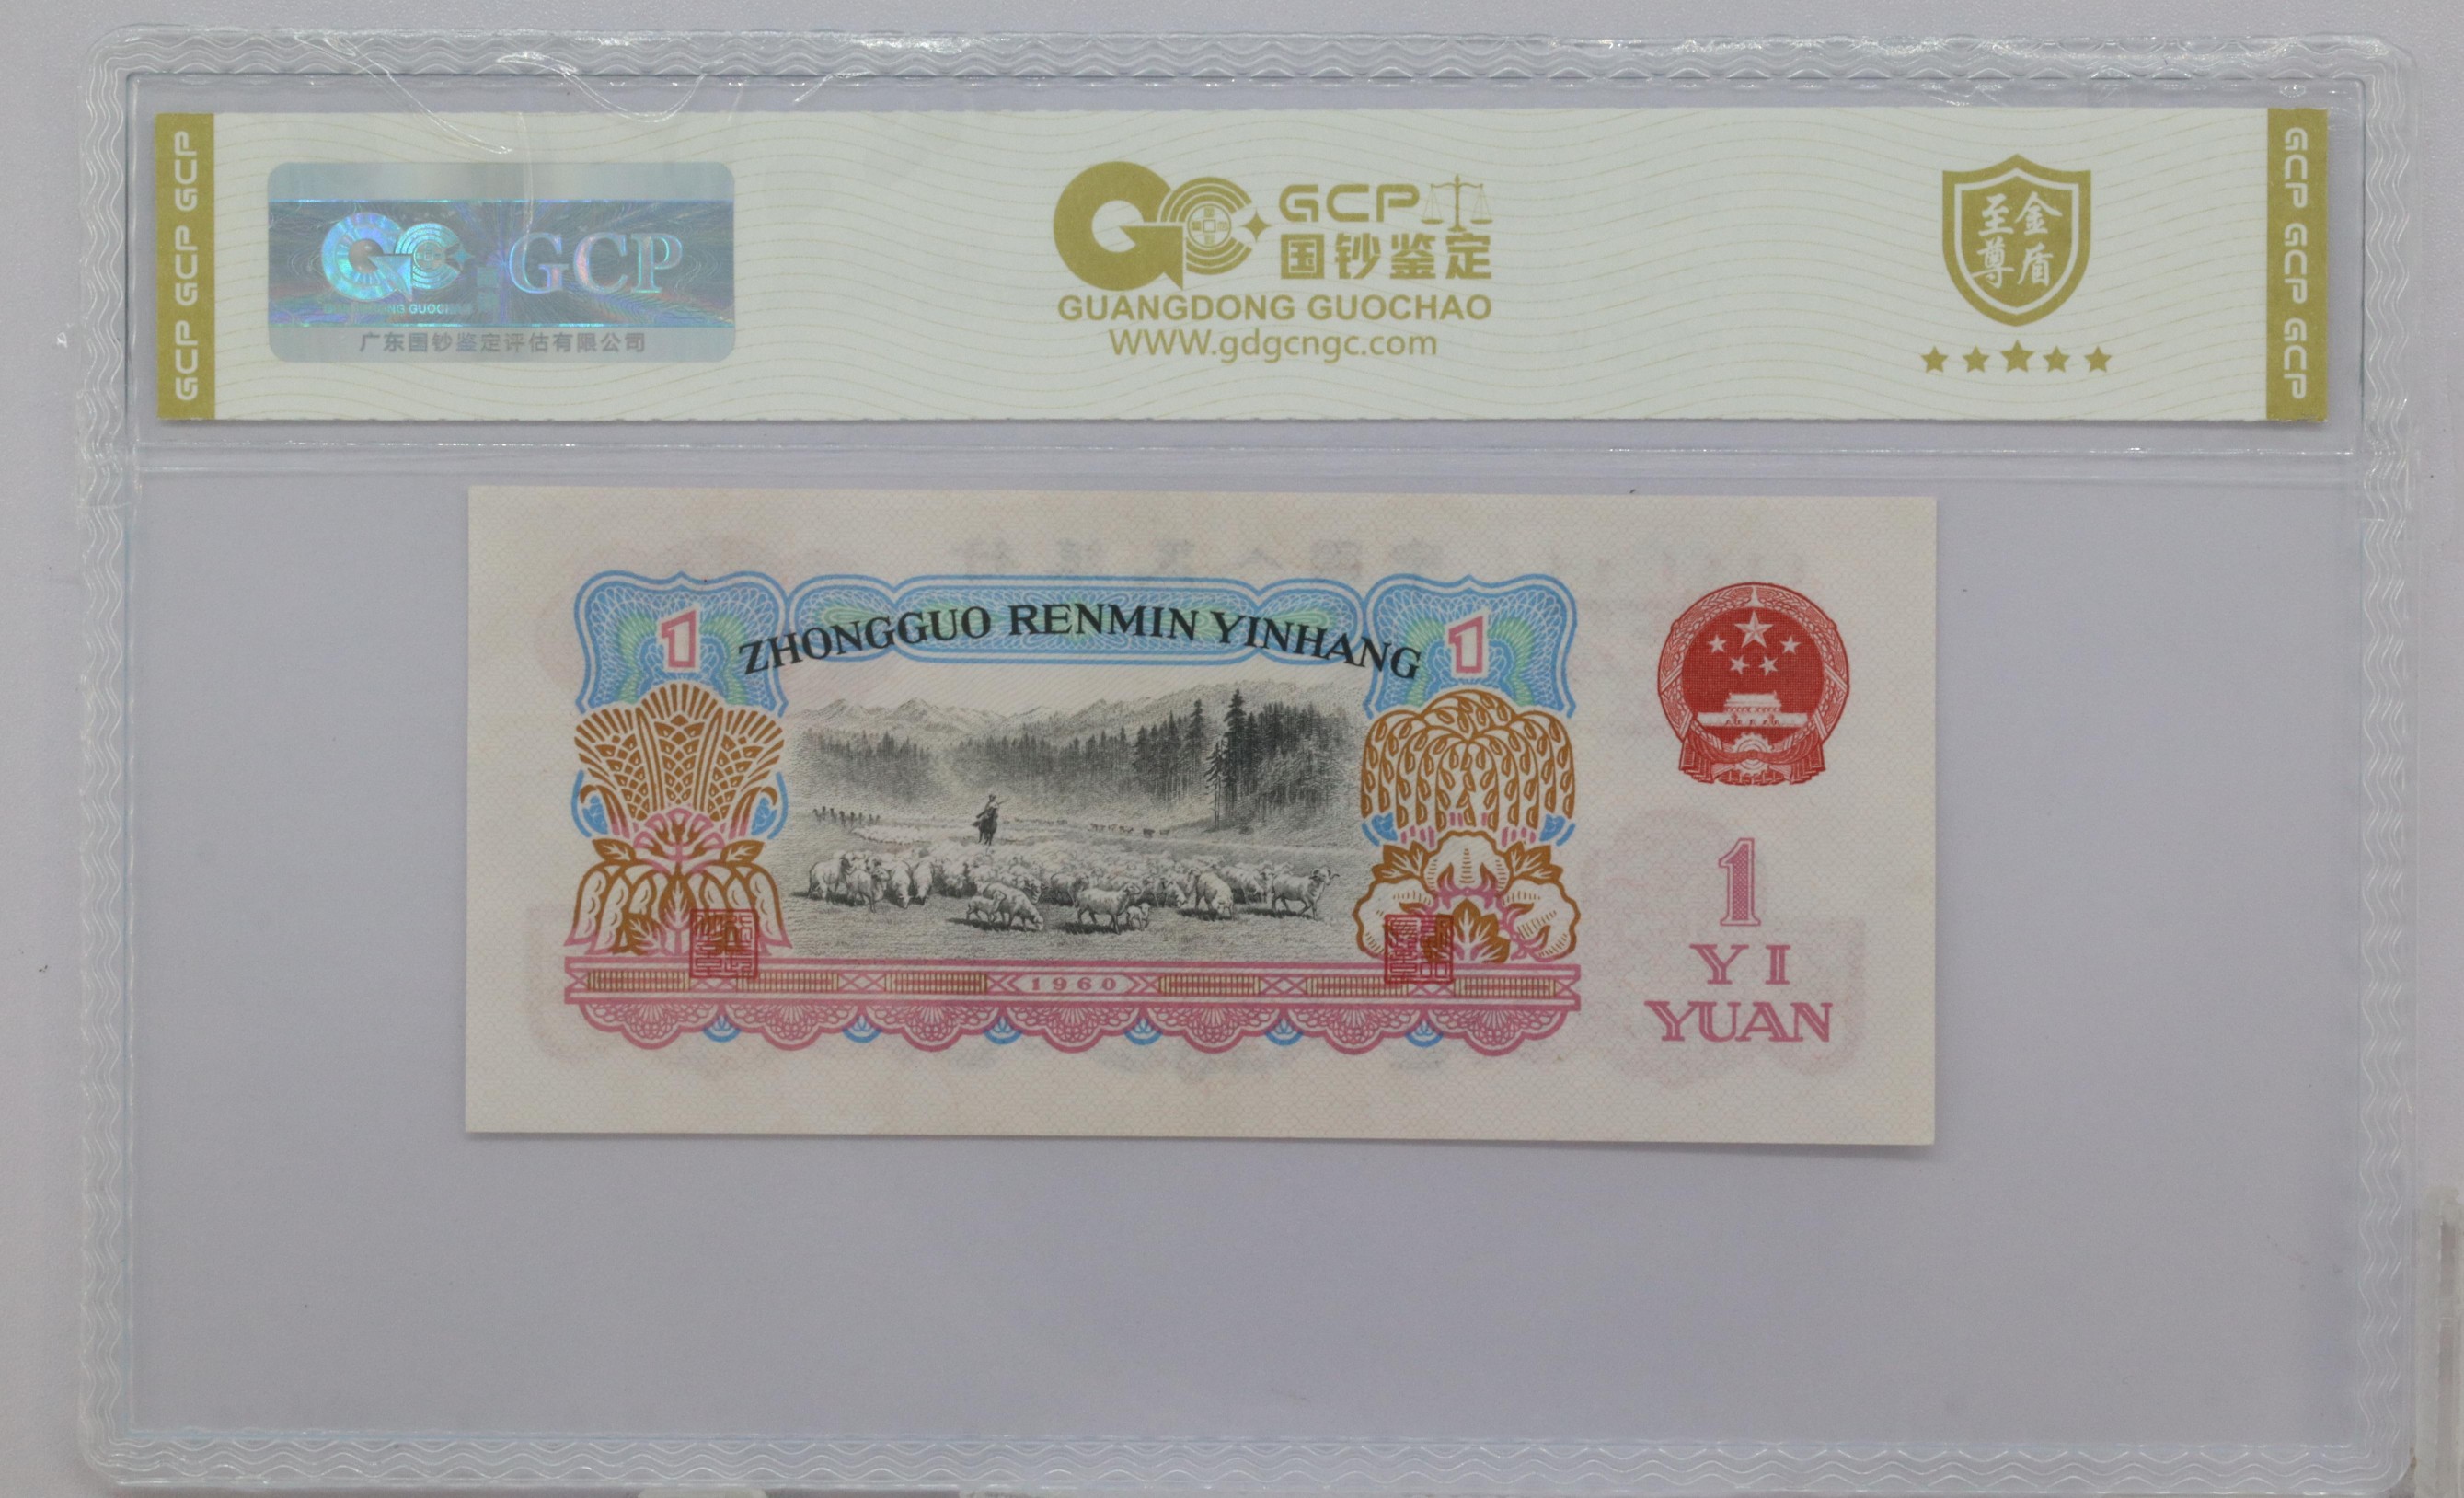 GCP GCP GCP
GCP
GUANGDONG GUOCHAO
广东国钞鉴定评估有限公司
GCP
国钞鉴定
GUANGDONG GUOCHAO
WWW.gdgcngc.com
金盾
至尊
GCP GCP GCP
ZHONGGUO RENMIN YINHANG
1
1
1960
1
YI
YUAN